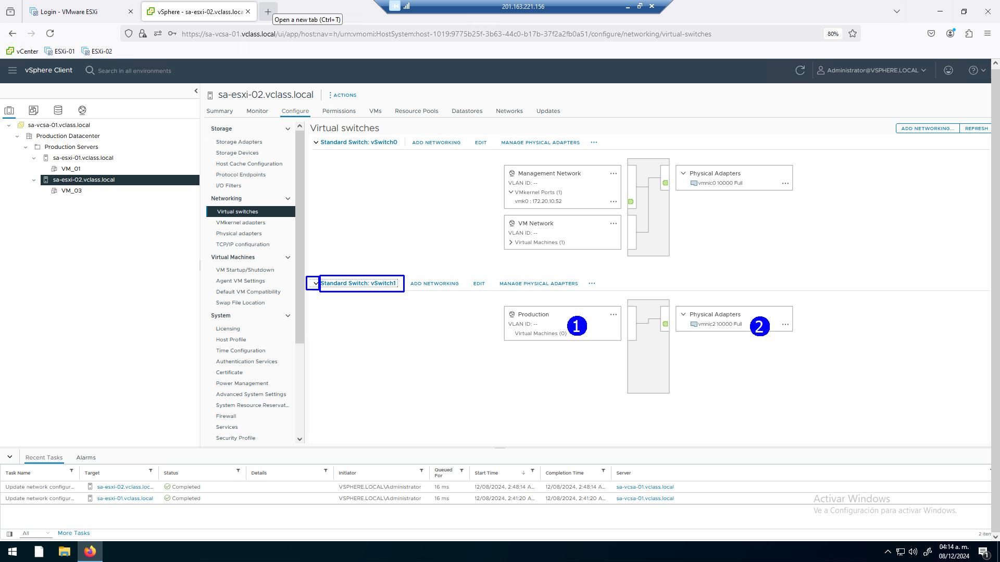 Login - VMware ESXi
vSphere - sa-esxi-02.vclass.loca
201.163.221.156
Open a new tab (Ctrl+T)
https://sa-vcsa-01.vclass.local/ui/app/host;nav=h/urn:vmomi:HostSystem:host-1019:9775b25f-3b63-44c0-b17b-37f2a2fb0a51/configure/networking/virtual-switches
80%
vCenter
ESXi-01
ESXi-02
vSphere Client
Search in all environments
Administrator@VSPHERE.LOCAL
sa-vcsa-01.vclass.local
Production Datacenter
Production Servers
sa-esxi-01.vclass.local
VM_01
sa-esxi-02.vclass.local
VM_03
sa-esxi-02.vclass.local
ACTIONS
Summary
Monitor
Configure
Permissions
VMs
Resource Pools
Datastores
Networks
Updates
Storage
Storage Adapters
Storage Devices
Host Cache Configuration
Protocol Endpoints
I/O Filters
Networking
Virtual switches
VMkernel adapters
Physical adapters
TCP/IP configuration
Virtual Machines
VM Startup/Shutdown
Agent VM Settings
Default VM Compatibility
Swap File Location
System
Licensing
Host Profile
Time Configuration
Authentication Services
Certificate
Power Management
Advanced System Settings
System Resource Reservat...
Firewall
Services
Security Profile
Virtual switches
ADD NETWORKING...
REFRESH
Standard Switch: vSwitch0
ADD NETWORKING
EDIT
MANAGE PHYSICAL ADAPTERS
...
Management Network
...
VLAN ID: --
VMkernel Ports (1)
vmk0 : 172.20.10.52
...
VM Network
...
VLAN ID: --
Virtual Machines (1)
Physical Adapters
vmnic0 10000 Full
...
Standard Switch: vSwitch1
ADD NETWORKING
EDIT
MANAGE PHYSICAL ADAPTERS
...
Production
...
VLAN ID: --
Virtual Machines (0)
1
Physical Adapters
vmnic2 10000 Full
...
2
Recent Tasks
Alarms
Task Name
Target
Status
Details
Initiator
Queued For
Start Time
Completion Time
Server
Update network configur...
sa-esxi-02.vclass.loc...
Completed
VSPHERE.LOCAL\Administrator
16 ms
12/08/2024, 2:48:14 A...
12/08/2024, 2:48:14 A...
sa-vcsa-01.vclass.local
Update network configur...
sa-esxi-01.vclass.local
Completed
VSPHERE.LOCAL\Administrator
16 ms
12/08/2024, 2:41:20 A...
12/08/2024, 2:41:20 A...
sa-vcsa-01.vclass.local
Activar Windows
Ve a Configuración para activar Windows.
All
More Tasks
2 item
04:14 a. m.
08/12/2024
1